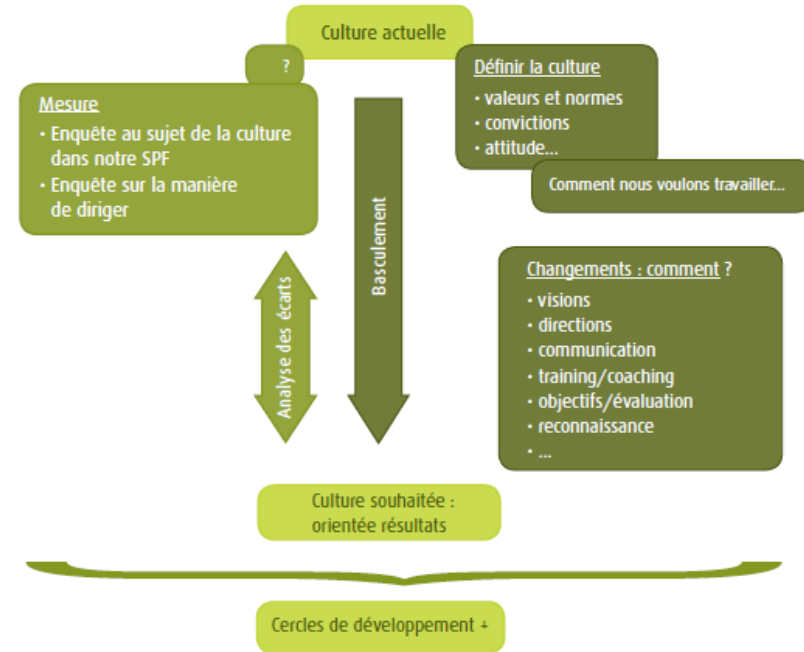 Culture actuelle
?
Mesure
• Enquête au sujet de la culture
dans notre SPF
• Enquête sur la manière
de diriger
Définir la culture
• valeurs et normes
• convictions
• attitude...
Comment nous voulons travailler...
Basculement
Analyse des écarts
Changements : comment ?
• visions
• directions
• communication
• training/coaching
• objectifs/évaluation
• reconnaissance
• ...
Culture souhaitée :
orientée résultats
Cercles de développement +